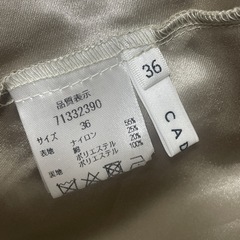 品質表示
71332390
サイズ 36
表地 ナイロン 55%
綿 25%
ポリエステル 20%
裏地 ポリエステル 100%
36
CAD